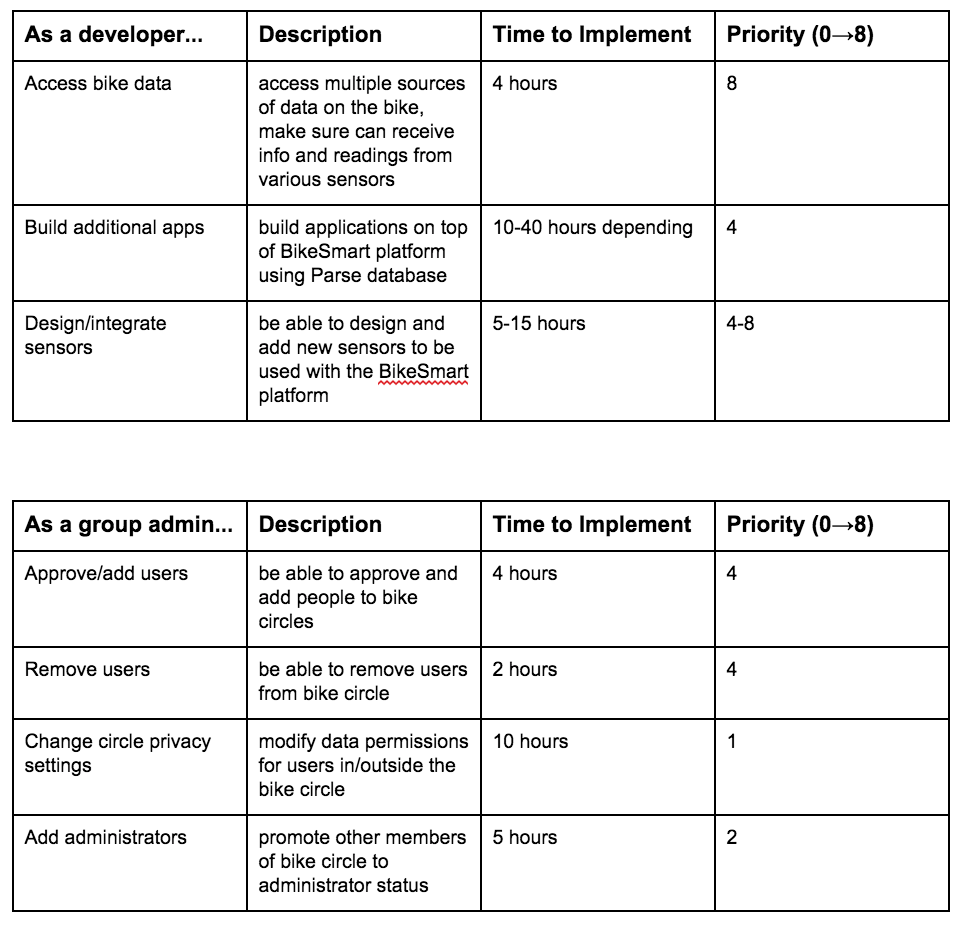 As a developer... Description Time to Implement Priority (0→8)
Access bike data
access multiple sources
of data on the bike,
make sure can receive
info and readings from
various sensors
4 hours
8
Build additional apps
build applications on top
of BikeSmart platform
using Parse database
10-40 hours depending
4
Design/integrate
sensors
be able to design and
add new sensors to be
used with the BikeSmart
platform
5-15 hours
4-8
As a group admin... Description Time to Implement Priority (0→8)
Approve/add users
be able to approve and
add people to bike
circles
4 hours
4
Remove users
be able to remove users
from bike circle
2 hours
4
Change circle privacy
settings
modify data permissions
for users in/outside the
bike circle
10 hours
1
Add administrators
promote other members
of bike circle to
administrator status
5 hours
2